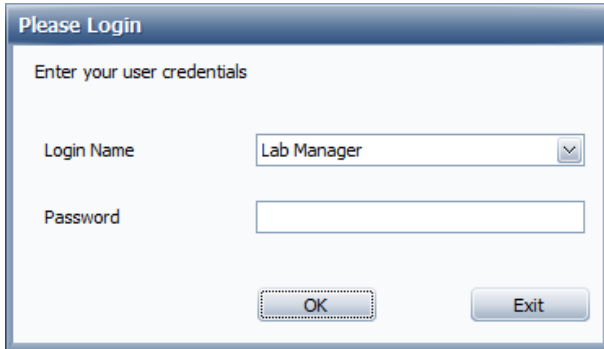 Please Login
Enter your user credentials
Login Name Lab Manager
Password
OK Exit